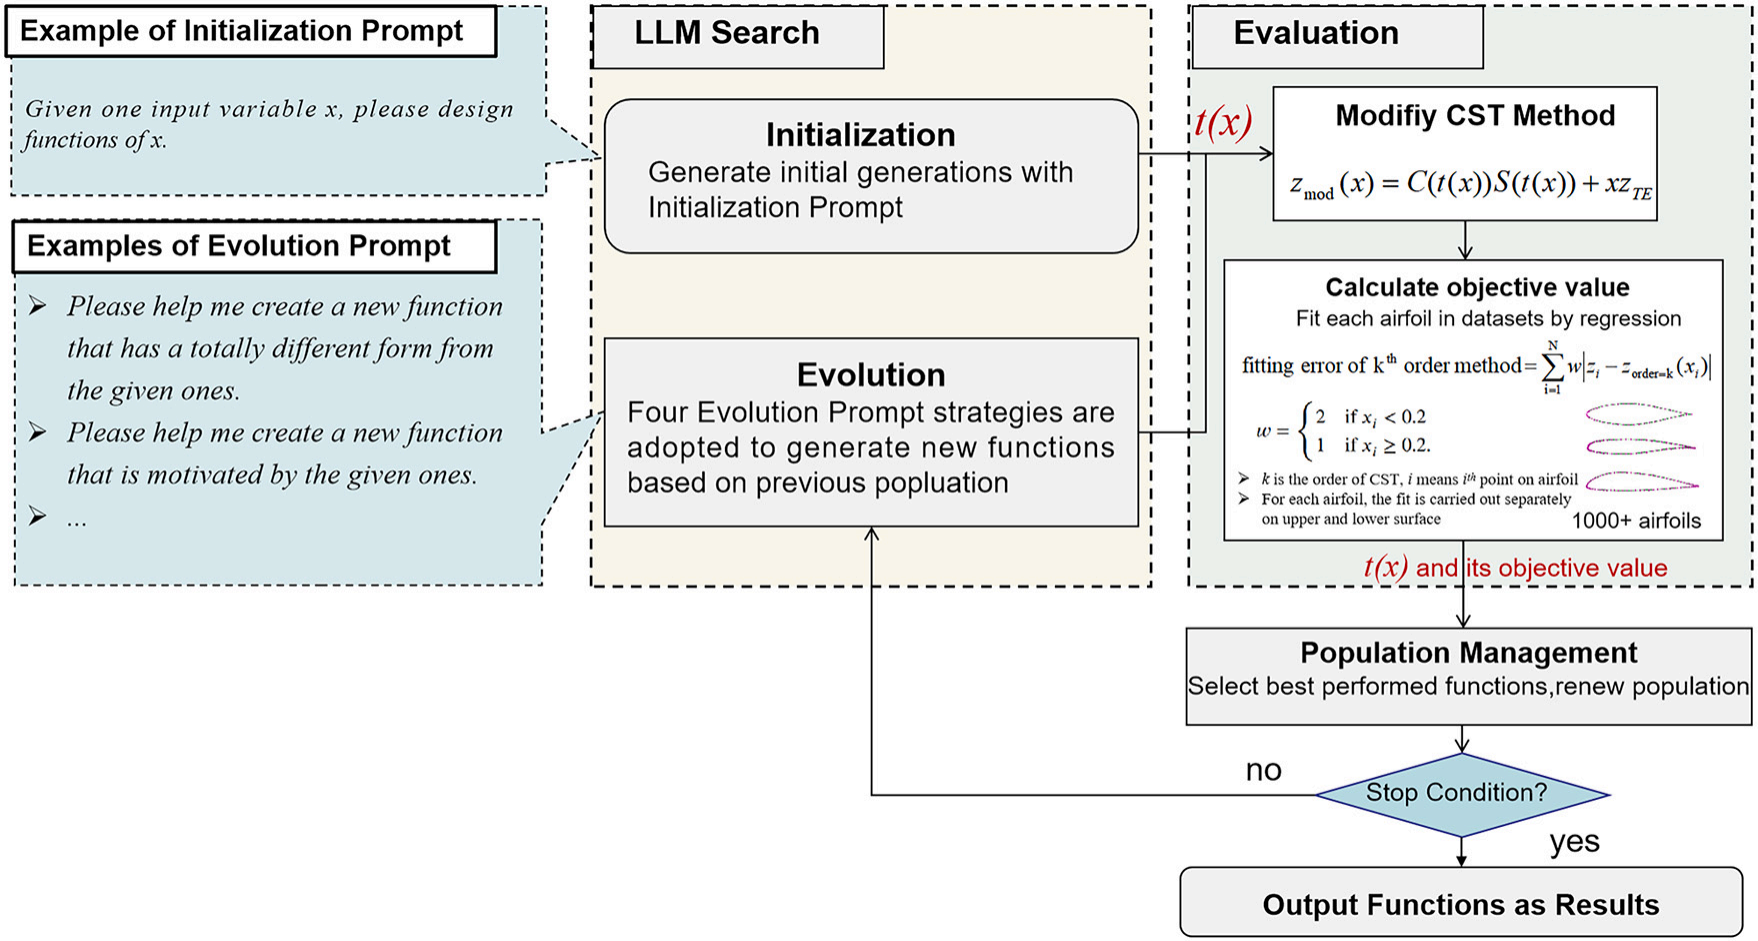 Example of Initialization Prompt
Given one input variable x, please design
functions of x.
Examples of Evolution Prompt
➢ Please help me create a new function
that has a totally different form from
the given ones.
➢ Please help me create a new function
that is motivated by the given ones.
➢ ...
LLM Search
Initialization
Generate initial generations with
Initialization Prompt
Evolution
Four Evolution Prompt strategies are
adopted to generate new functions
based on previous popluation
Evaluation
t(x)
Modifiy CST Method
z_mod(x) = C(t(x))S(t(x)) + xz_TE
Calculate objective value
Fit each airfoil in datasets by regression
fitting error of k^th order method= ∑_{i=1}^{N} w|z_i − z_{order=k}(x_i)|
w = { 2 if x_i < 0.2
1 if x_i ≥ 0.2.
➢ k is the order of CST, i means i^th point on airfoil
➢ For each airfoil, the fit is carried out separately
on upper and lower surface
1000+ airfoils
t(x) and its objective value
Population Management
Select best performed functions,renew population
Stop Condition?
no
yes
Output Functions as Results